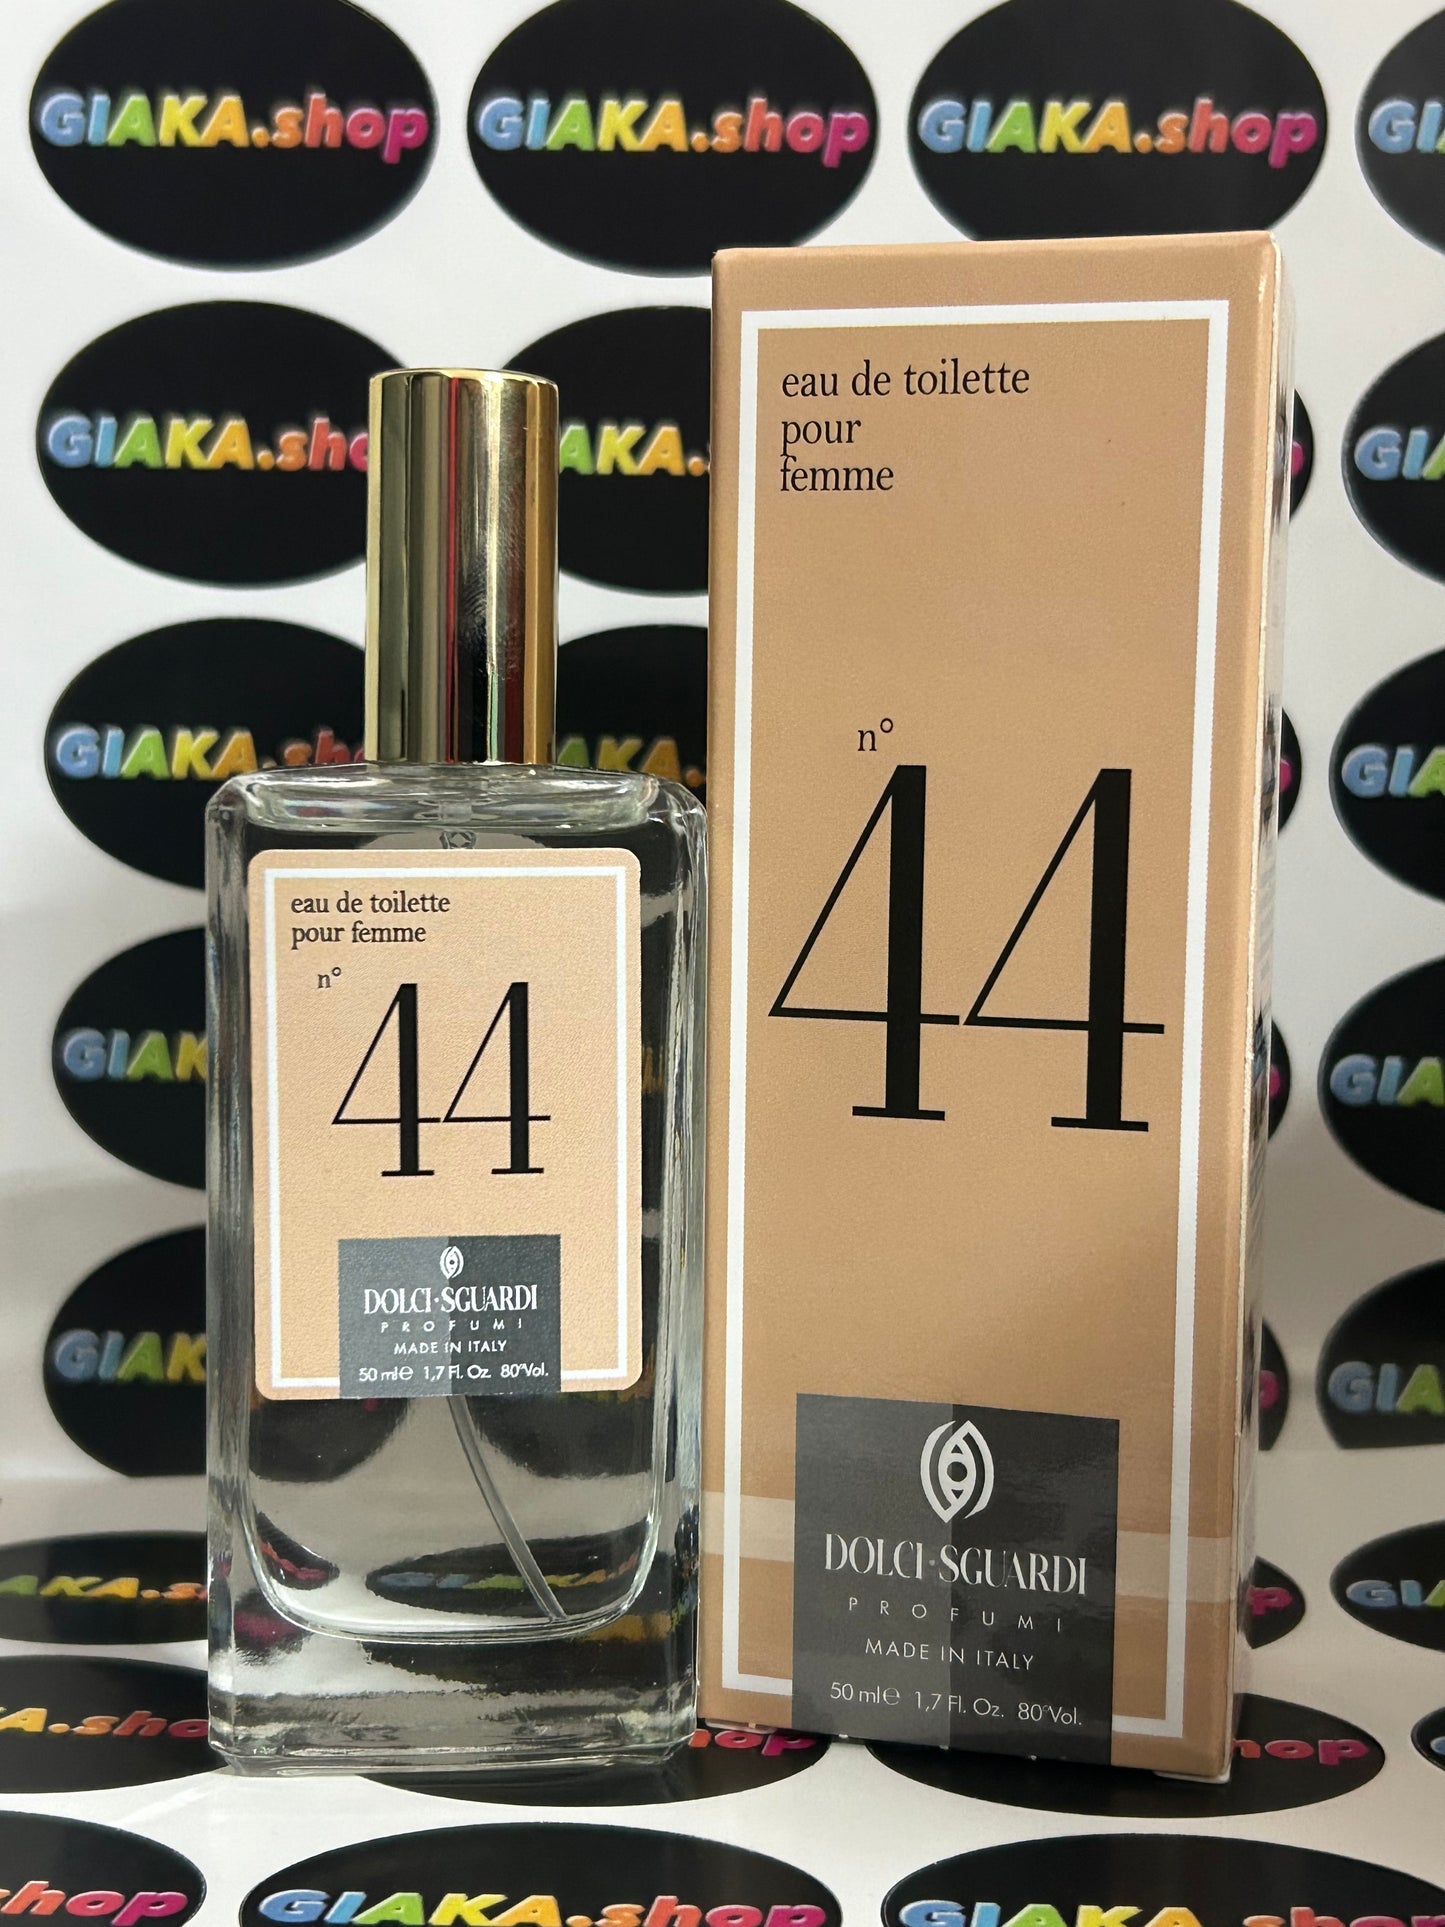 GIAKA.shop
GIAKA.shop
GIAKA.shop
eau de toilette
pour
femme
n°
44
DOLCI·SGUARDI
PROFUMI
MADE IN ITALY
50 ml℮ 1,7 Fl. Oz. 80°Vol.
eau de toilette
pour femme
n°
44
DOLCI·SGUARDI
PROFUMI
MADE IN ITALY
50 ml℮ 1,7 Fl. Oz. 80°Vol.